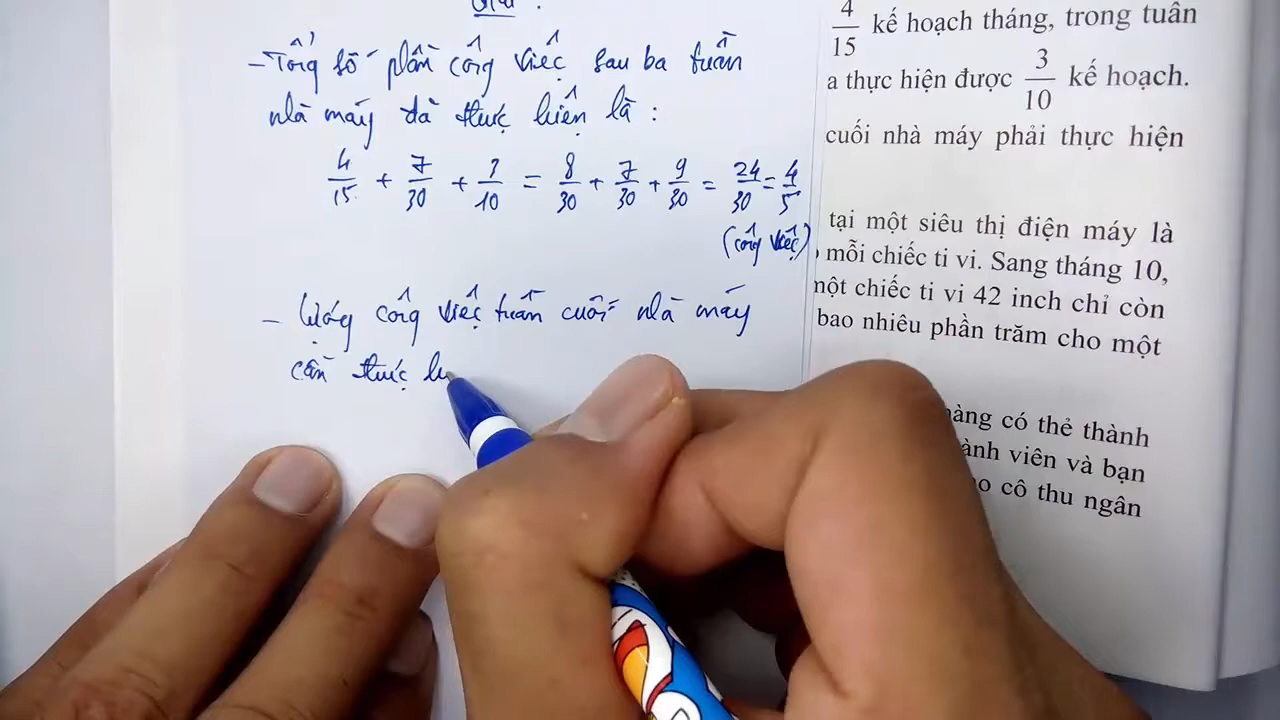 Giải :
- Tổng số phần công việc sau ba tuần
nhà máy đã thực hiện là :
4/15 + 7/30 + 3/10 = 8/30 + 7/30 + 9/30 = 24/30 = 4/5
(công việc)
- Lượng công việc tuần cuối nhà máy
cần thực
4/15 kế hoạch tháng, trong tuần
a thực hiện được 3/10 kế hoạch.
cuối nhà máy phải thực hiện
tại một siêu thị điện máy là
mỗi chiếc ti vi. Sang tháng 10,
một chiếc ti vi 42 inch chỉ còn
bao nhiêu phần trăm cho một
hàng có thẻ thành
ành viên và bạn
o cô thu ngân